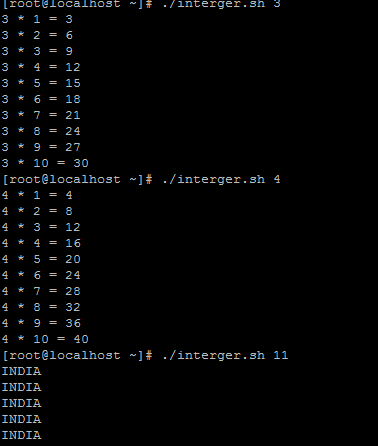 [root@localhost ~]# ./interger.sh 3
3 * 1 = 3
3 * 2 = 6
3 * 3 = 9
3 * 4 = 12
3 * 5 = 15
3 * 6 = 18
3 * 7 = 21
3 * 8 = 24
3 * 9 = 27
3 * 10 = 30
[root@localhost ~]# ./interger.sh 4
4 * 1 = 4
4 * 2 = 8
4 * 3 = 12
4 * 4 = 16
4 * 5 = 20
4 * 6 = 24
4 * 7 = 28
4 * 8 = 32
4 * 9 = 36
4 * 10 = 40
[root@localhost ~]# ./interger.sh 11
INDIA
INDIA
INDIA
INDIA
INDIA